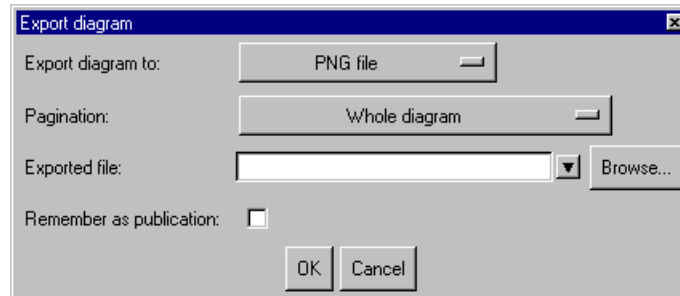 Export diagram
Export diagram to: PNG file
Pagination: Whole diagram
Exported file: Browse...
Remember as publication:
OK Cancel